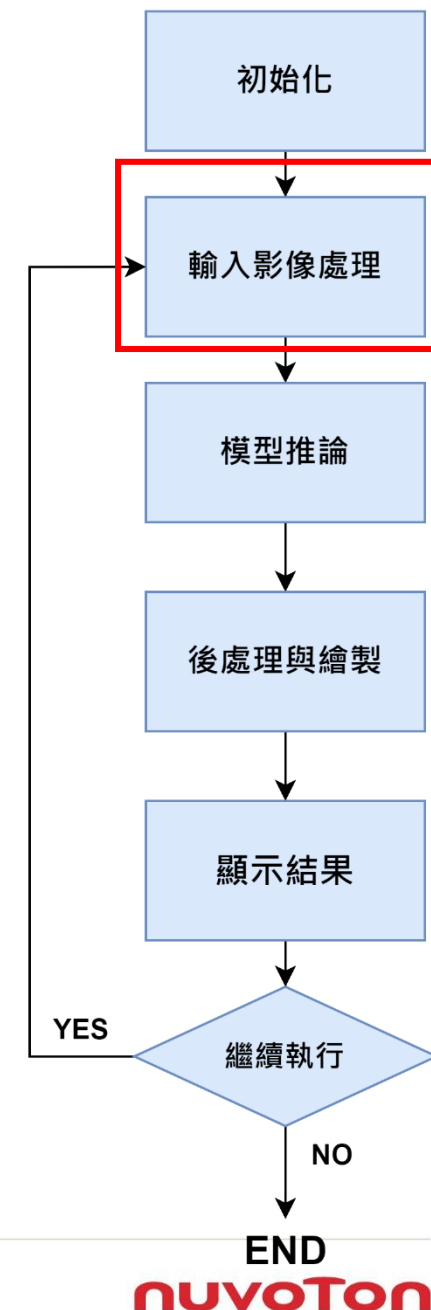 初始化
輸入影像處理
模型推論
後處理與繪製
顯示結果
YES
繼續執行
NO
END
nuvoTon